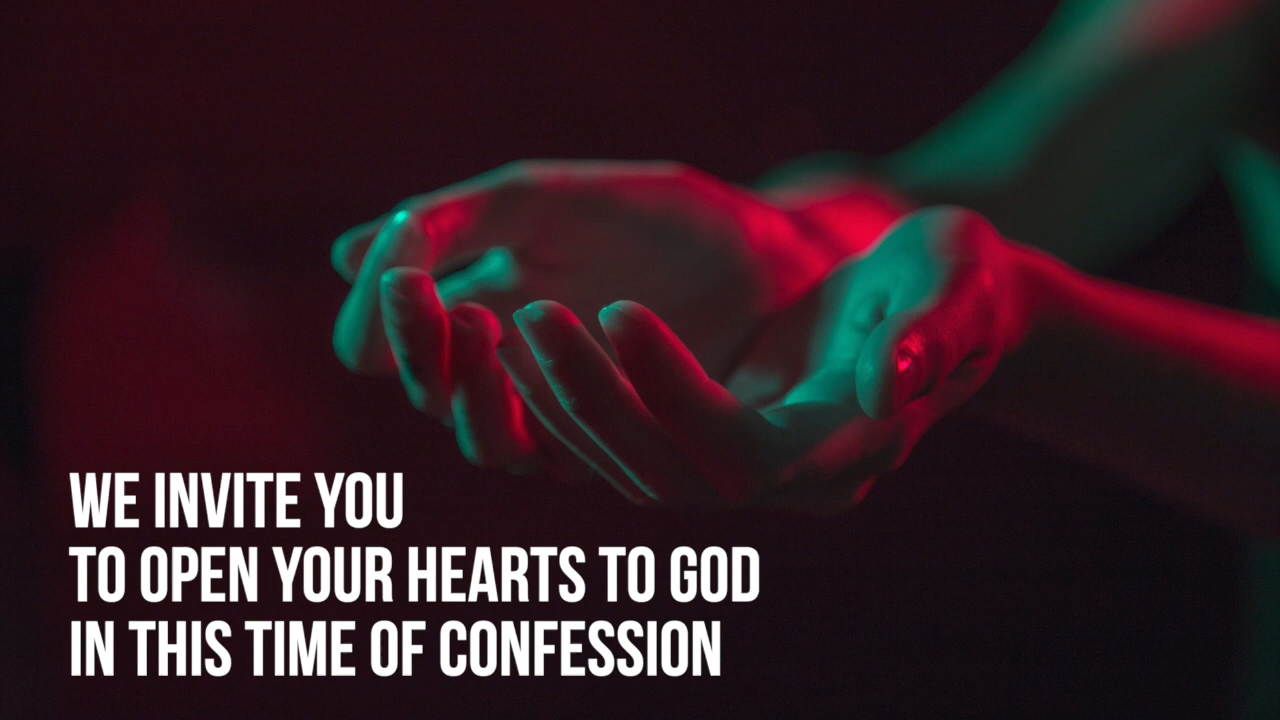 WE INVITE YOU
TO OPEN YOUR HEARTS TO GOD
IN THIS TIME OF CONFESSION